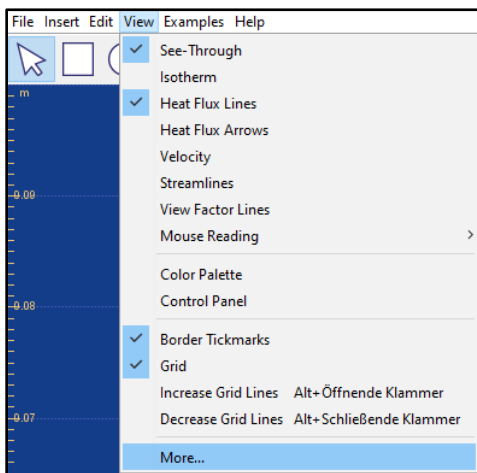 File Insert Edit View Examples Help
See-Through
m
Isotherm
Heat Flux Lines
Heat Flux Arrows
Velocity
Streamlines
0.09
View Factor Lines
Mouse Reading
Color Palette
Control Panel
0.08
Border Tickmarks
Grid
Increase Grid Lines Alt+Öffnende Klammer
Decrease Grid Lines Alt+Schließende Klammer
0.07
More...